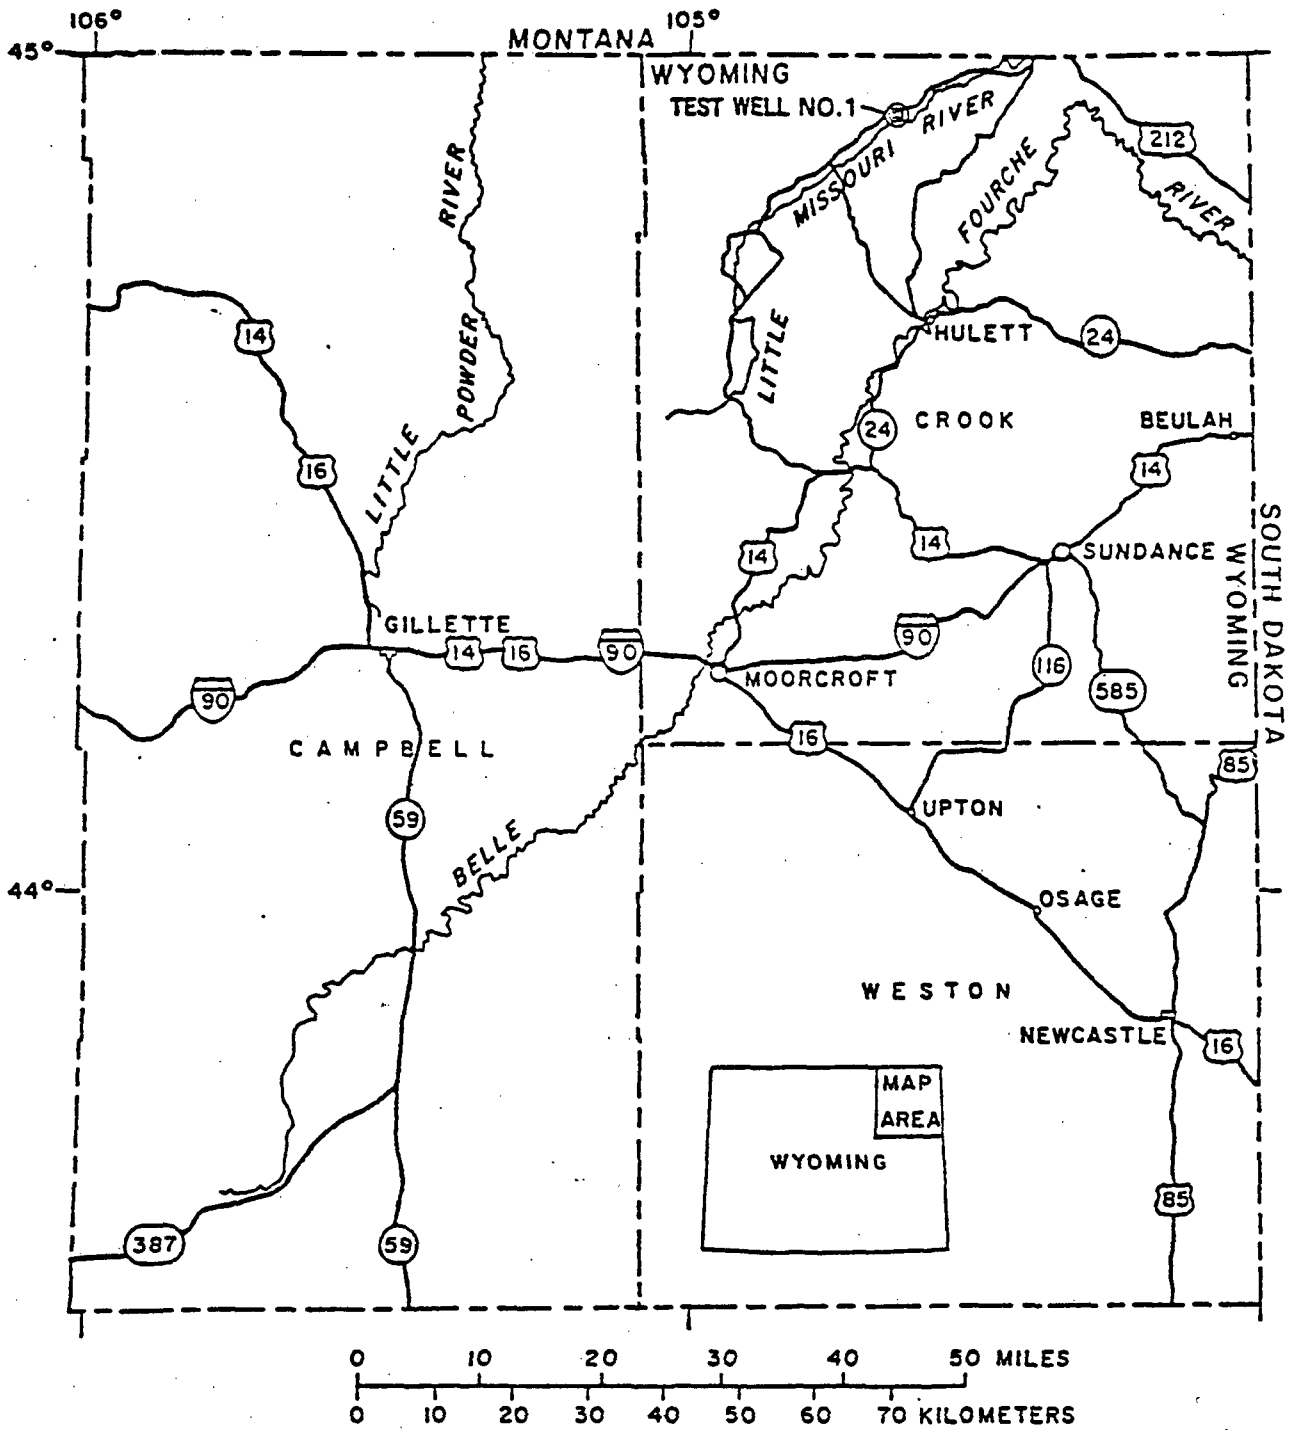 106°
105°
45°
MONTANA
WYOMING
TEST WELL NO.1
RIVER
MISSOURI
LITTLE
212
FOURCHE
RIVER
RIVER
POWDER
LITTLE
14
16
HULETT
24
24
CROOK
BEULAH
14
14
14
SUNDANCE
SOUTH DAKOTA
WYOMING
GILLETTE
14
16
90
90
90
MOORCROFT
116
585
CAMPBELL
16
85
59
UPTON
BELLE
44°
OSAGE
WESTON
NEWCASTLE
16
MAP
AREA
WYOMING
85
387
59
0 10 20 30 40 50 MILES
0 10 20 30 40 50 60 70 KILOMETERS